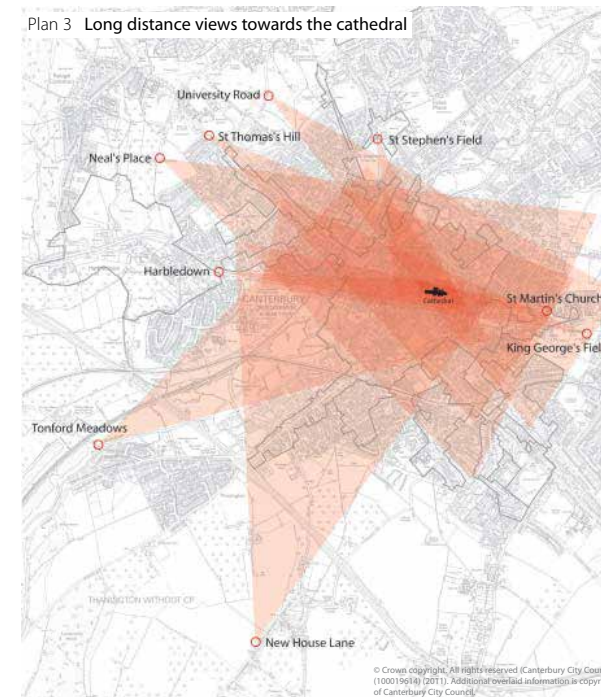 Plan 3 Long distance views towards the cathedral
University Road
St Thomas's Hill
St Stephen's Field
Neal's Place
Harbledown
CANTERBURY
Cathedral
St Martin's Church
King George's Fiel
Tonford Meadows
THANINGTON WITHOUT CP
New House Lane
© Crown copyright. All rights reserved (Canterbury City Coun
(100019614) (2011). Additional overlaid information is copyr
of Canterbury City Council.